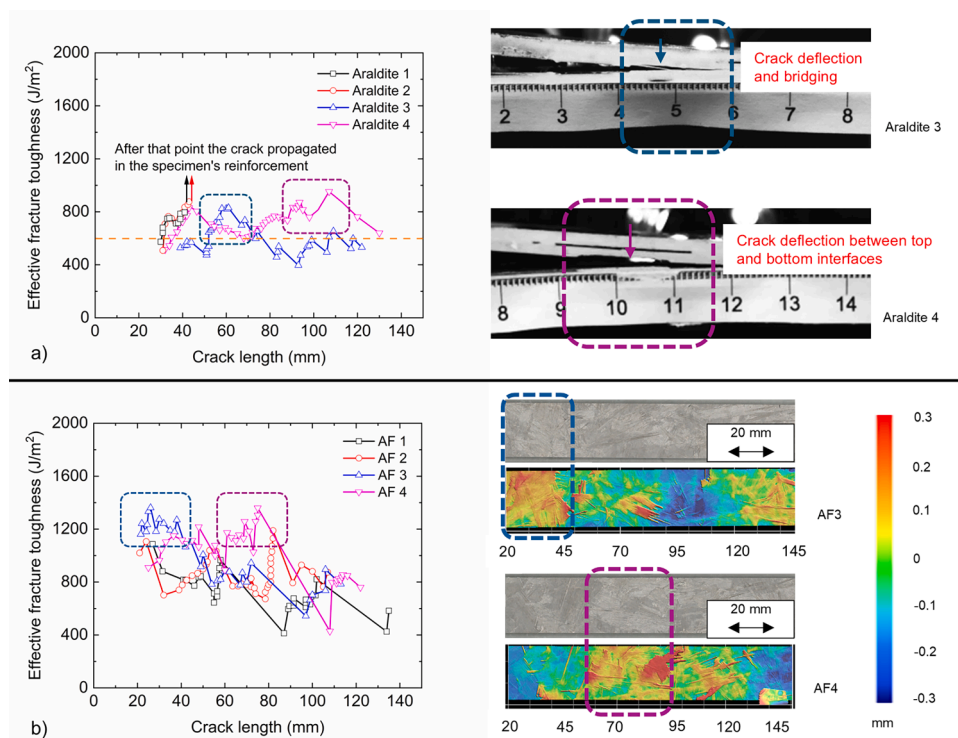 a)
Effective fracture toughness (J/m²)
2000
1600
1200
800
400
0
0 20 40 60 80 100 120 140
Crack length (mm)
Araldite 1
Araldite 2
Araldite 3
Araldite 4
After that point the crack propagated
in the specimen's reinforcement
Crack deflection
and bridging
2 3 4 5 6 7 8
Araldite 3
Crack deflection between top
and bottom interfaces
8 9 10 11 12 13 14
Araldite 4
b)
Effective fracture toughness (J/m²)
2000
1600
1200
800
400
0
0 20 40 60 80 100 120 140
Crack length (mm)
AF 1
AF 2
AF 3
AF 4
20 mm
AF3
20 45 70 95 120 145
20 mm
AF4
20 45 70 95 120 145
0.3
0.2
0.1
0
-0.1
-0.2
-0.3
mm